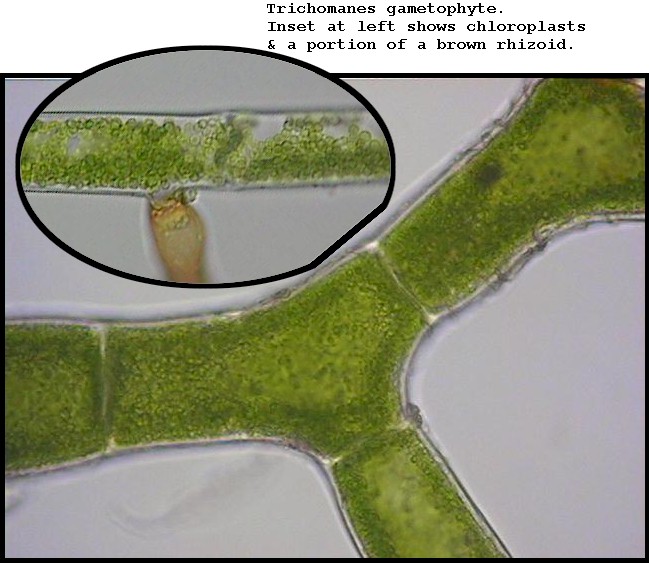 Trichomanes gametophyte.
Inset at left shows chloroplasts
& a portion of a brown rhizoid.